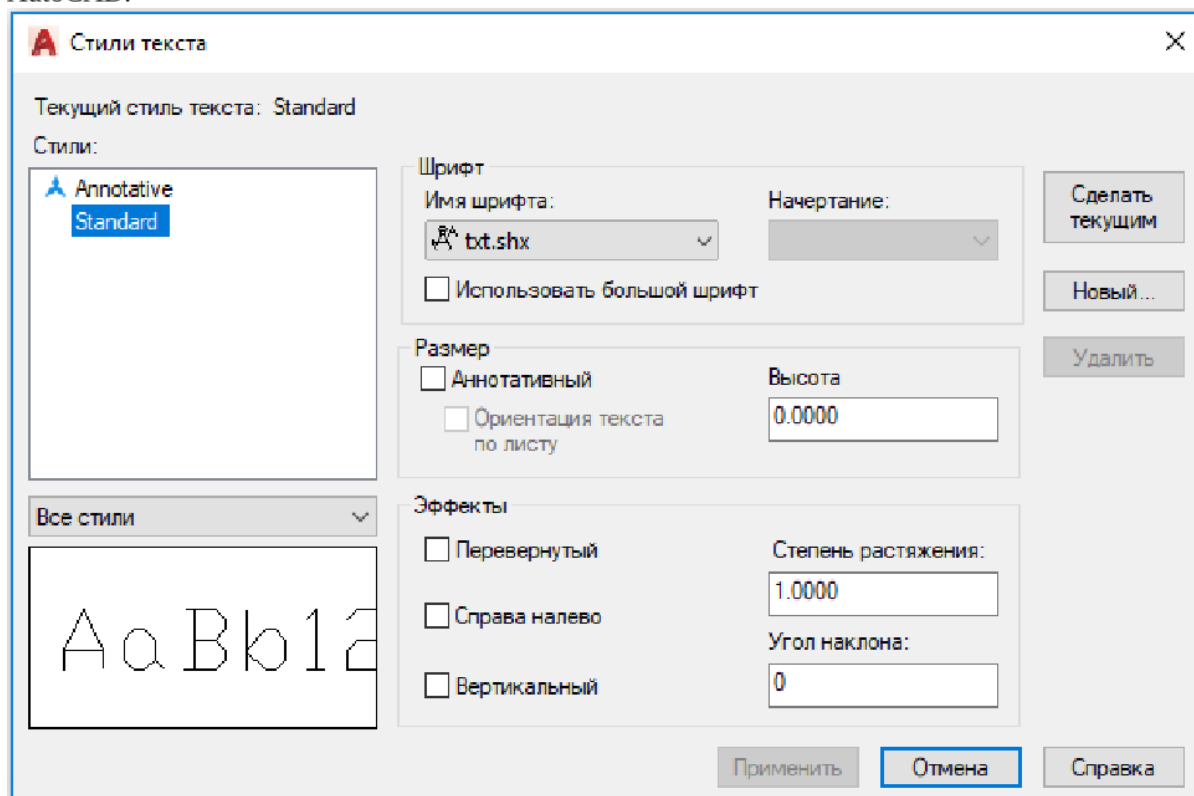 AutoCAD.
Стили текста
Текущий стиль текста: Standard
Стили:
Annotative
Standard
Все стили
AaBb12
Шрифт
Имя шрифта:
txt.shx
Начертание:
Использовать большой шрифт
Размер
Аннотативный
Ориентация текста
по листу
Высота
0.0000
Эффекты
Перевернутый
Справа налево
Вертикальный
Степень растяжения:
1.0000
Угол наклона:
0
Сделать
текущим
Новый...
Удалить
Применить
Отмена
Справка